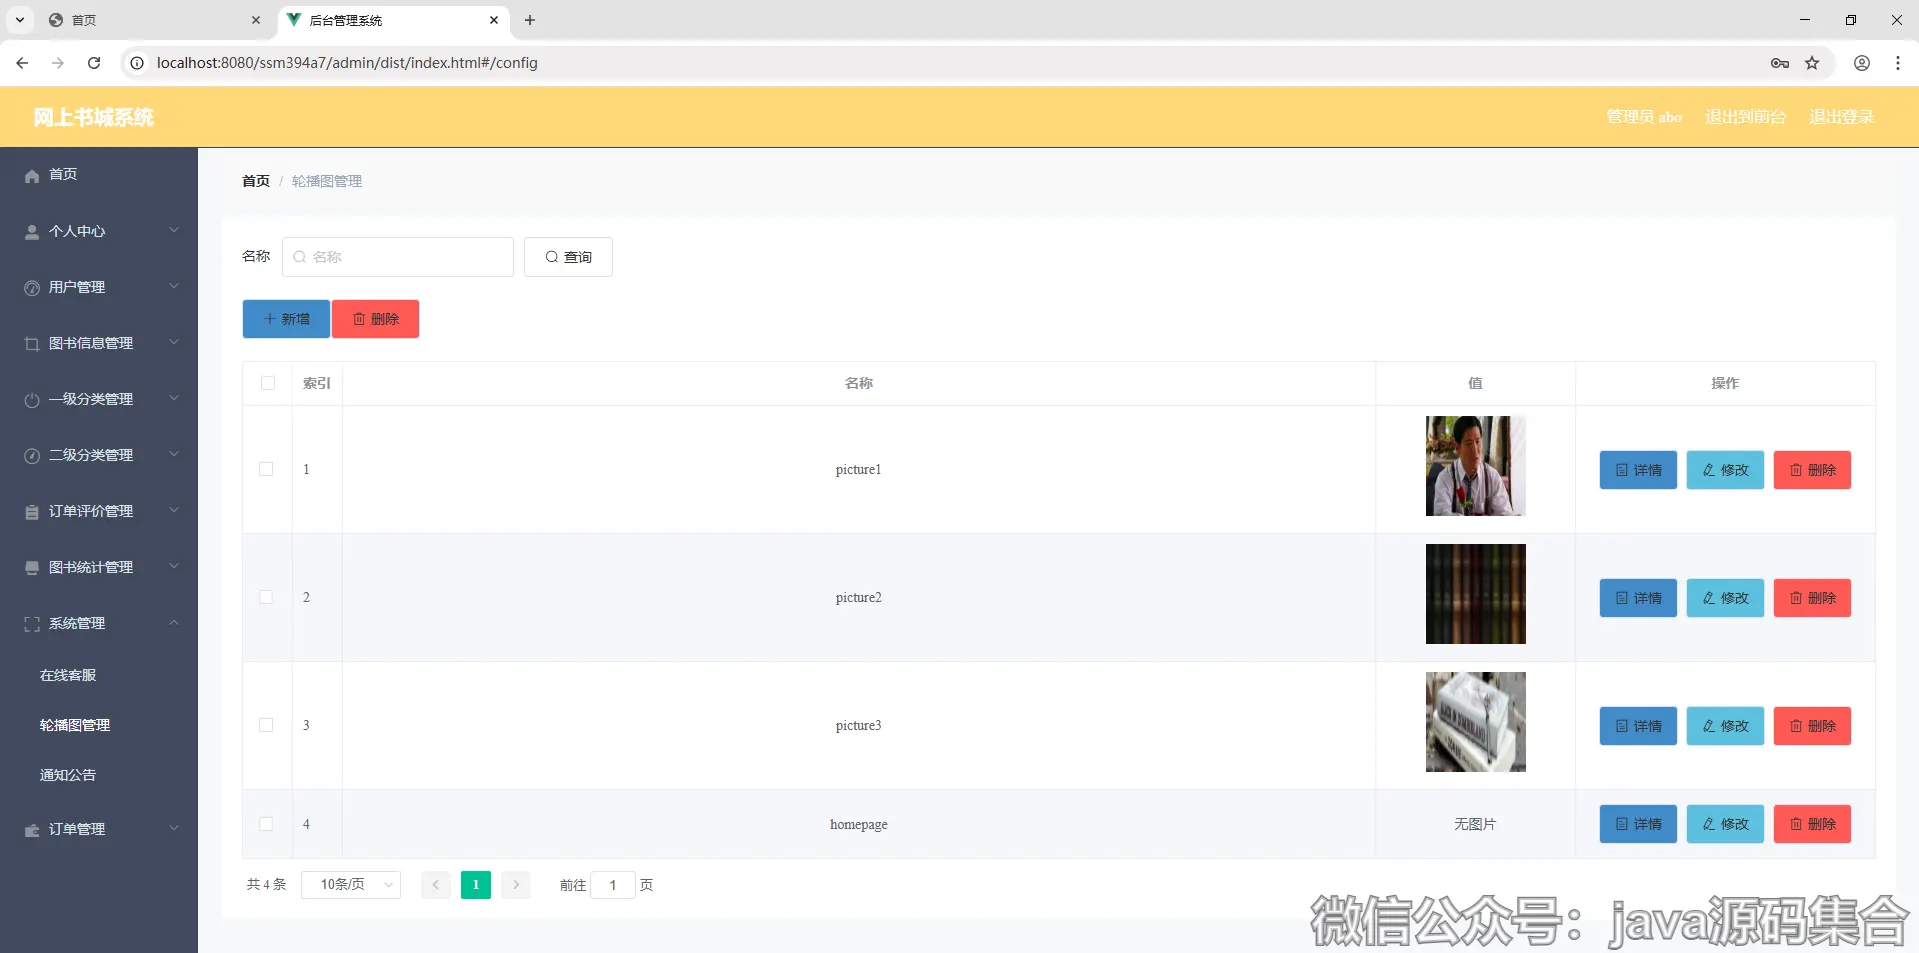 首页
后台管理系统
localhost:8080/ssm394a7/admin/dist/index.html#/config
网上书城系统
管理员 abo
退出到前台
退出登录
首页
个人中心
用户管理
图书信息管理
一级分类管理
二级分类管理
订单评价管理
图书统计管理
系统管理
在线客服
轮播图管理
通知公告
订单管理
首页 / 轮播图管理
名称 名称 查询
新增 删除
索引 名称 值 操作
1 picture1 详情 修改 删除
2 picture2 详情 修改 删除
3 picture3 详情 修改 删除
4 homepage 无图片 详情 修改 删除
共 4 条 10条/页 1 前往 1 页
微信公众号：java源码集合